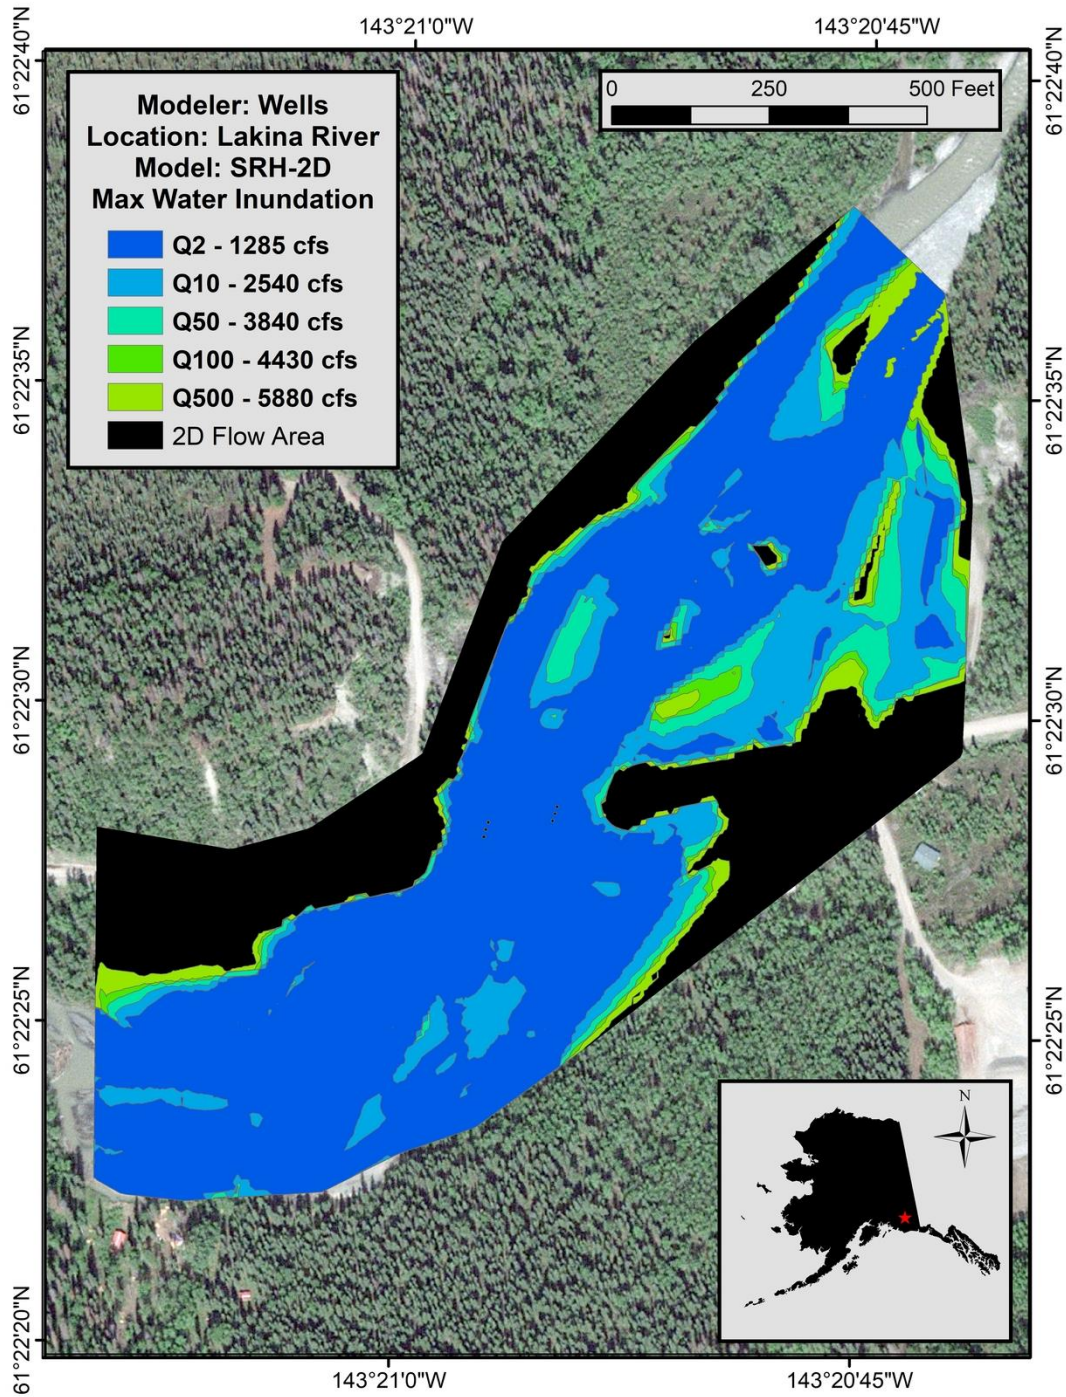 143°21'0"W
143°20'45"W
61°22'40"N
61°22'40"N
Modeler: Wells
Location: Lakina River
Model: SRH-2D
Max Water Inundation
Q2 - 1285 cfs
Q10 - 2540 cfs
Q50 - 3840 cfs
Q100 - 4430 cfs
Q500 - 5880 cfs
2D Flow Area
0 250 500 Feet
61°22'35"N
61°22'35"N
61°22'30"N
61°22'30"N
61°22'25"N
61°22'25"N
N
61°22'20"N
143°21'0"W
143°20'45"W